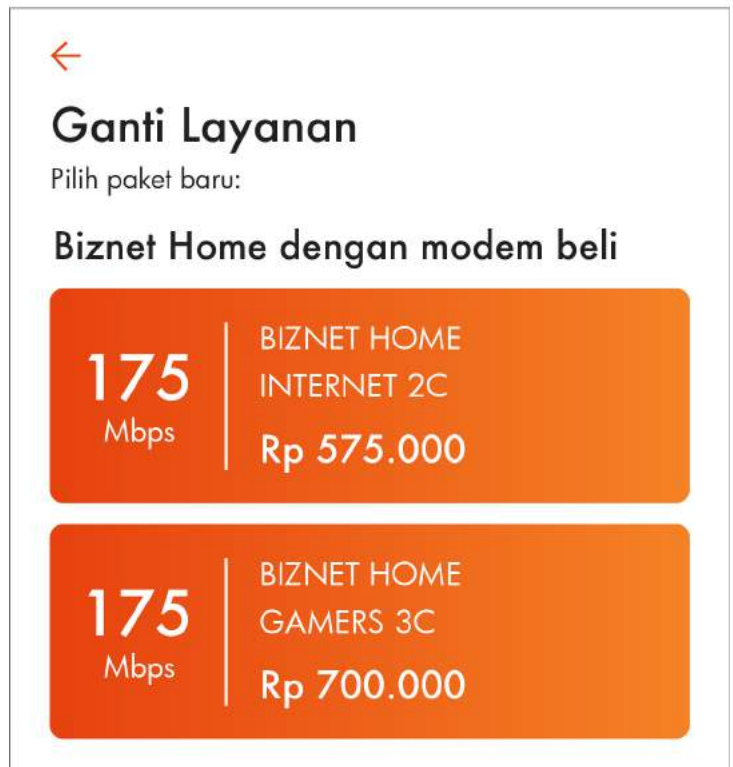 Ganti Layanan
Pilih paket baru:
Biznet Home dengan modem beli
175
Mbps
BIZNET HOME
INTERNET 2C
Rp 575.000
175
Mbps
BIZNET HOME
GAMERS 3C
Rp 700.000